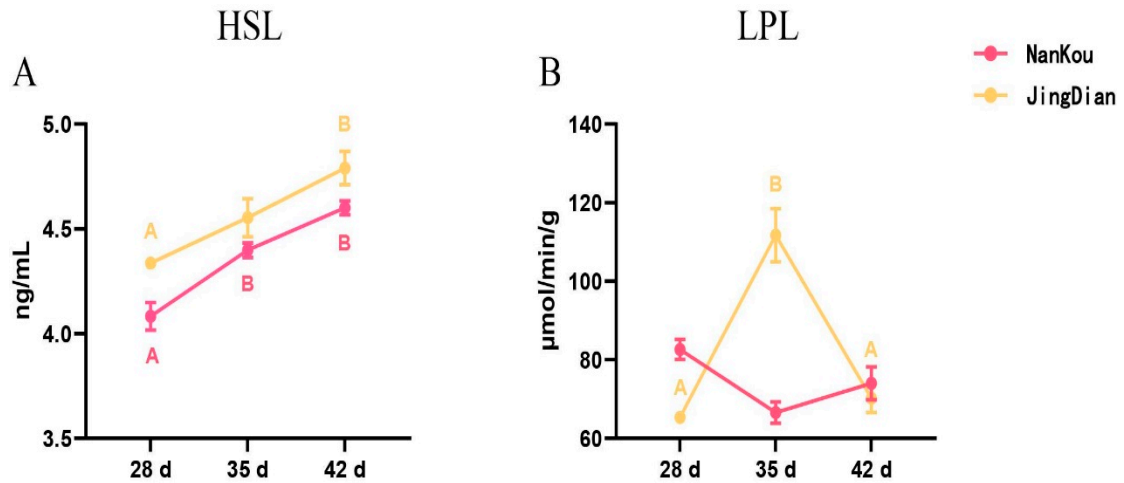 HSL
LPL
NanKou
JingDian
A
B
ng/mL
5.0
4.5
4.0
3.5
A
B
A
B
B
28 d
35 d
42 d
μmol/min/g
140
120
100
80
60
B
A
A
28 d
35 d
42 d